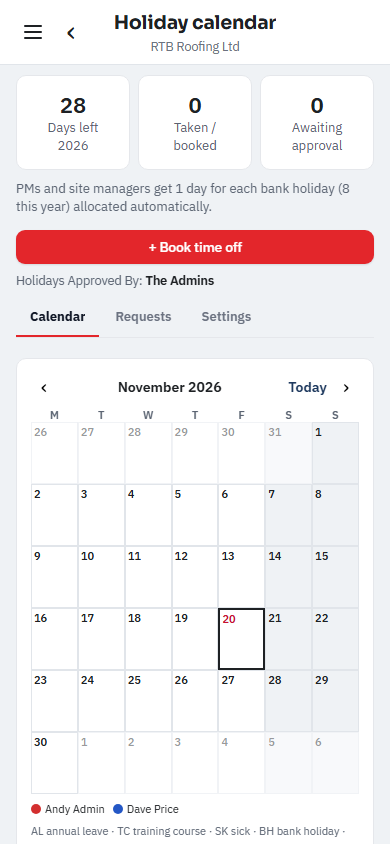 Holiday calendar
RTB Roofing Ltd
28
Days left
2026
0
Taken /
booked
0
Awaiting
approval
PMs and site managers get 1 day for each bank holiday (8
this year) allocated automatically.
+ Book time off
Holidays Approved By: The Admins
Calendar Requests Settings
‹ November 2026 Today ›
M T W T F S S
26 27 28 29 30 31 1
2 3 4 5 6 7 8
9 10 11 12 13 14 15
16 17 18 19 20 21 22
23 24 25 26 27 28 29
30 1 2 3 4 5 6
Andy Admin Dave Price
AL annual leave · TC training course · SK sick · BH bank holiday ·